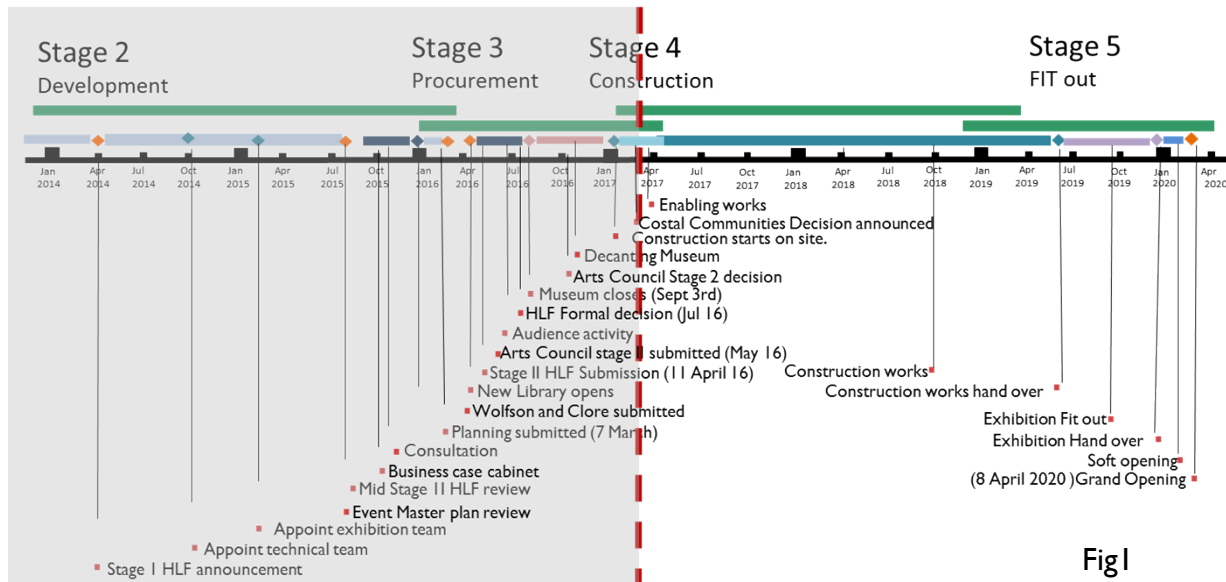 Stage 2
Development
Stage 3
Procurement
Stage 4
Construction
Stage 5
FIT out
Jan 2014
Apr 2014
Jul 2014
Oct 2014
Jan 2015
Apr 2015
Jul 2015
Oct 2015
Jan 2016
Apr 2016
Jul 2016
Oct 2016
Jan 2017
Apr 2017
Jul 2017
Oct 2017
Jan 2018
Apr 2018
Jul 2018
Oct 2018
Jan 2019
Apr 2019
Jul 2019
Oct 2019
Jan 2020
Apr 2020
Enabling works
Costal Communities Decision announced
Construction starts on site.
Decanting Museum
Arts Council Stage 2 decision
Museum closes (Sept 3rd)
HLF Formal decision (Jul 16)
Audience activity
Arts Council stage II submitted (May 16)
Stage II HLF Submission (11 April 16)
New Library opens
Wolfson and Clore submitted
Planning submitted (7 March)
Consultation
Business case cabinet
Mid Stage II HLF review
Event Master plan review
Appoint exhibition team
Appoint technical team
Stage I HLF announcement
Construction works
Construction works hand over
Exhibition Fit out
Exhibition Hand over
Soft opening
(8 April 2020 )Grand Opening
Fig1